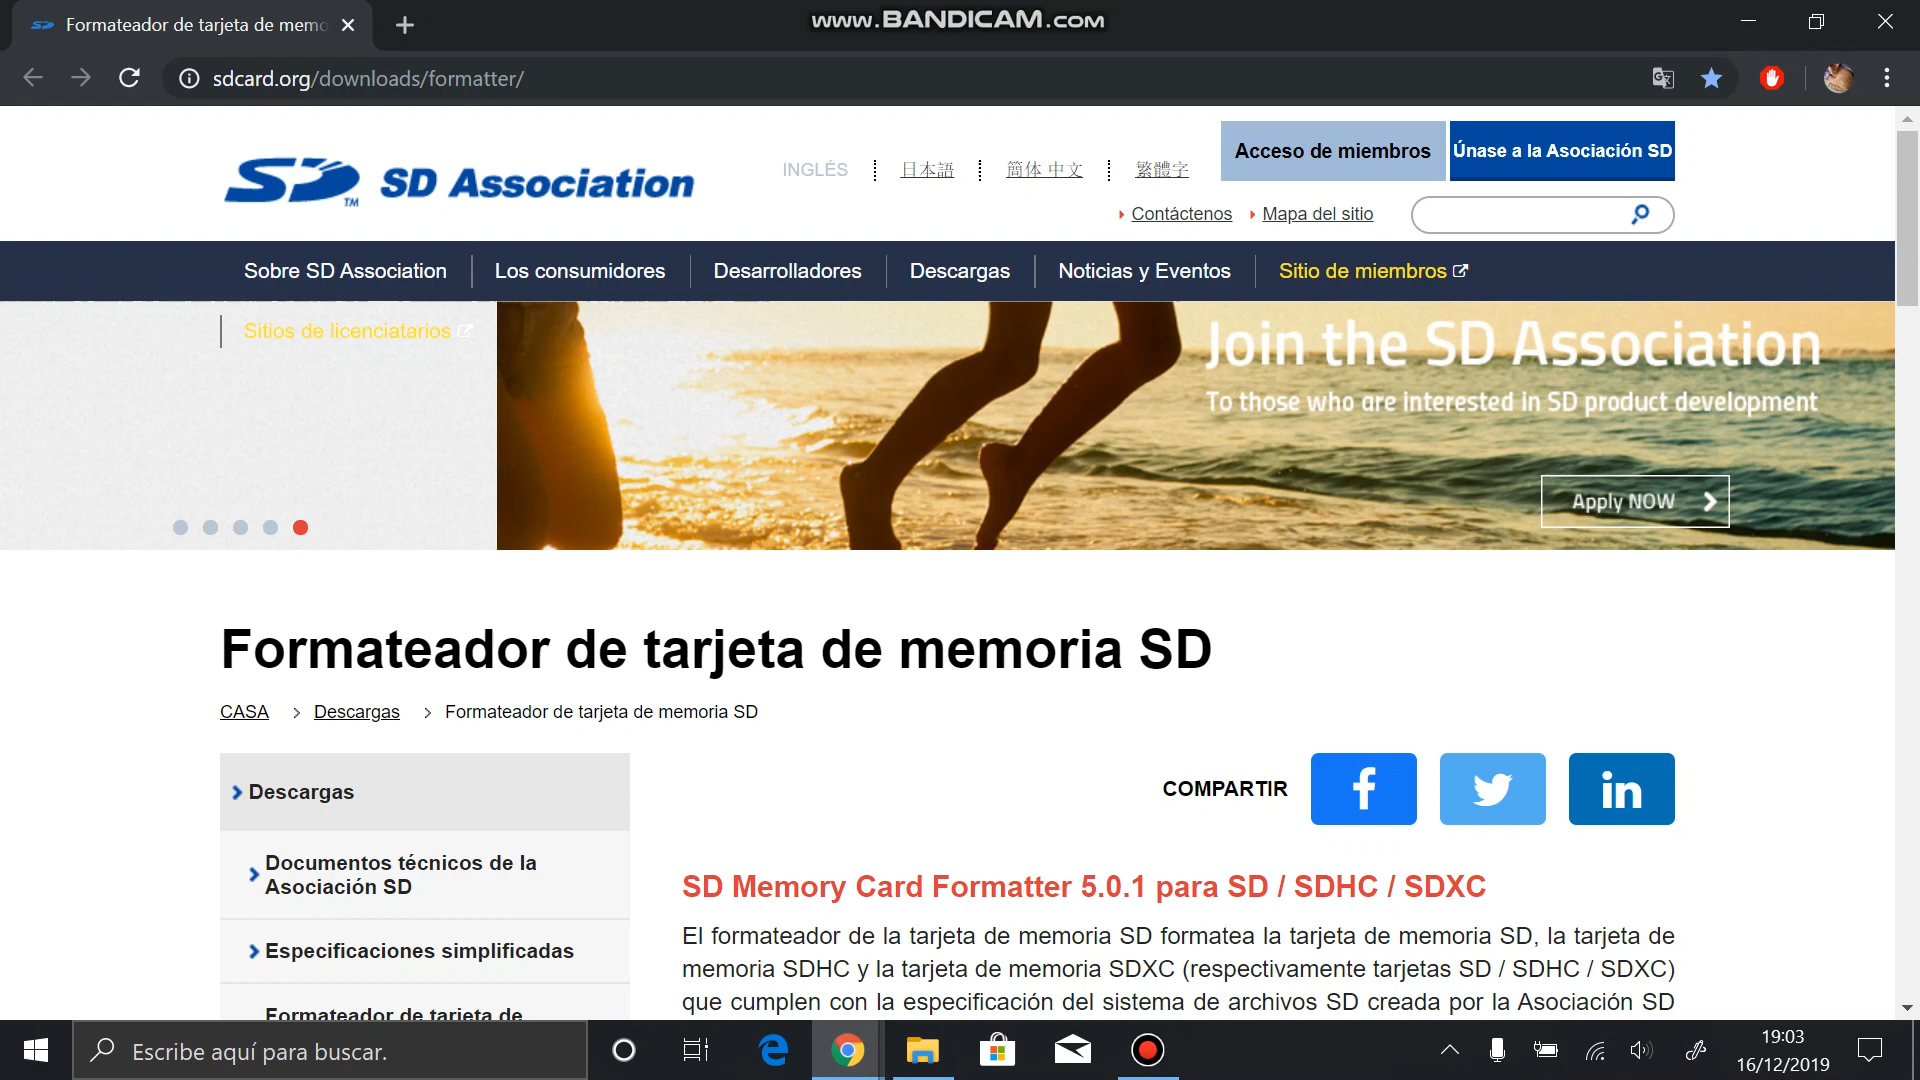 Formateador de tarjeta de memo
www.BANDICAM.com
sdcard.org/downloads/formatter/
SD Association
TM
INGLÉS
日本語
简体 中文
繁體字
Acceso de miembros
Únase a la Asociación SD
Contáctenos
Mapa del sitio
Sobre SD Association
Los consumidores
Desarrolladores
Descargas
Noticias y Eventos
Sitio de miembros
Sitios de licenciatarios
Join the SD Association
To those who are interested in SD product development
Apply NOW
Formateador de tarjeta de memoria SD
CASA > Descargas > Formateador de tarjeta de memoria SD
Descargas
Documentos técnicos de la
Asociación SD
Especificaciones simplificadas
Formateador de tarjeta de
COMPARTIR
SD Memory Card Formatter 5.0.1 para SD / SDHC / SDXC
El formateador de la tarjeta de memoria SD formatea la tarjeta de memoria SD, la tarjeta de
memoria SDHC y la tarjeta de memoria SDXC (respectivamente tarjetas SD / SDHC / SDXC)
que cumplen con la especificación del sistema de archivos SD creada por la Asociación SD
Escribe aquí para buscar.
19:03
16/12/2019